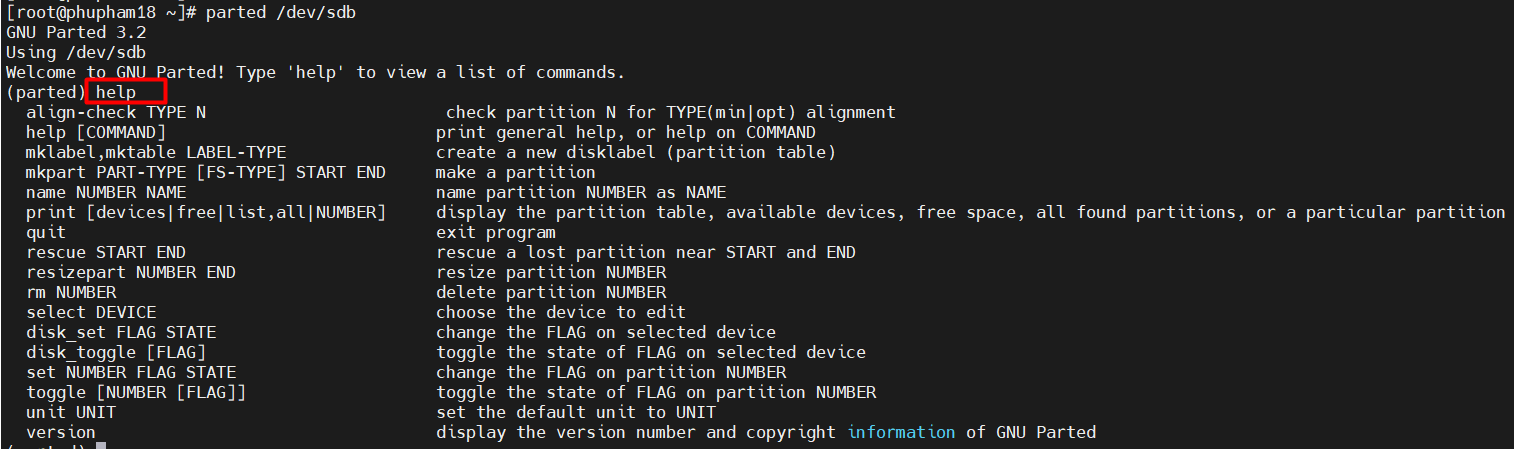 [root@phupham18 ~]# parted /dev/sdb
GNU Parted 3.2
Using /dev/sdb
Welcome to GNU Parted! Type 'help' to view a list of commands.
(parted) help
align-check TYPE N check partition N for TYPE(min|opt) alignment
help [COMMAND] print general help, or help on COMMAND
mklabel,mktable LABEL-TYPE create a new disklabel (partition table)
mkpart PART-TYPE [FS-TYPE] START END make a partition
name NUMBER NAME name partition NUMBER as NAME
print [devices|free|list,all|NUMBER] display the partition table, available devices, free space, all found partitions, or a particular partition
quit exit program
rescue START END rescue a lost partition near START and END
resizepart NUMBER END resize partition NUMBER
rm NUMBER delete partition NUMBER
select DEVICE choose the device to edit
disk_set FLAG STATE change the FLAG on selected device
disk_toggle [FLAG] toggle the state of FLAG on selected device
set NUMBER FLAG STATE change the FLAG on partition NUMBER
toggle [NUMBER [FLAG]] toggle the state of FLAG on partition NUMBER
unit UNIT set the default unit to UNIT
version display the version number and copyright information of GNU Parted